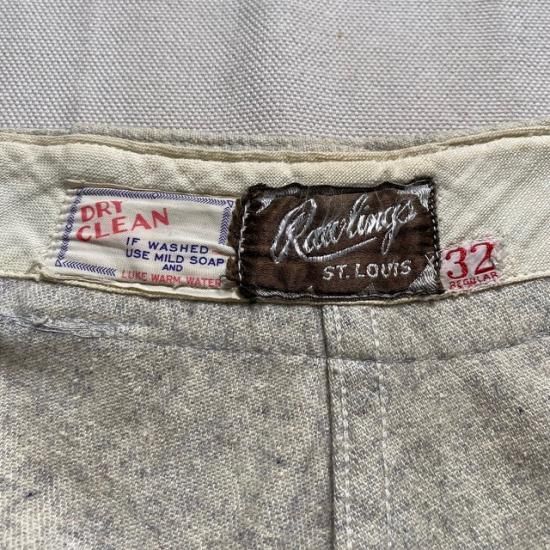 DRY
CLEAN
IF WASHED
USE MILD SOAP
AND
LUKE WARM WATER
Rawlings
ST. LOUIS
32
REGULAR